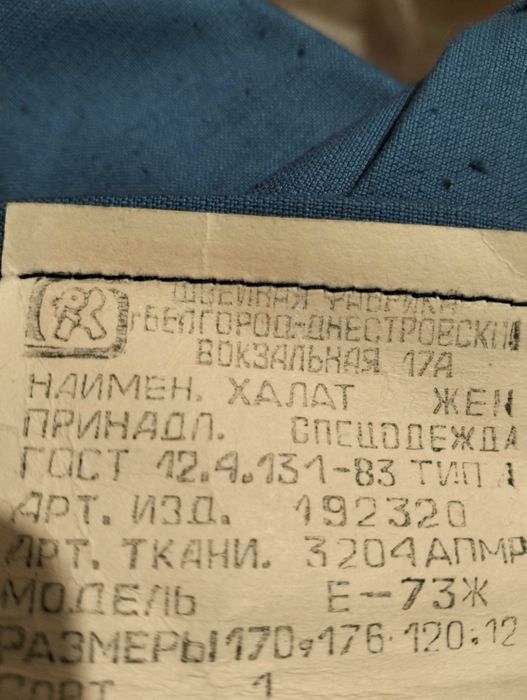 ШВЕЙНАЯ ФАБРИКА
г БЕЛГОРОД-ДНЕСТРОВСКИЙ
ВОКЗАЛЬНАЯ 17А
НАИМЕН. ХАЛАТ ЖЕН
ПРИНАДЛ. СПЕЦОДЕЖДА
ГОСТ 12.4.131-83 ТИП А
АРТ. ИЗД. 192320
АРТ. ТКАНИ. 3204АПМР
МОДЕЛЬ Е-73Ж
РАЗМЕРЫ 170,176-120.12
СОРТ 1